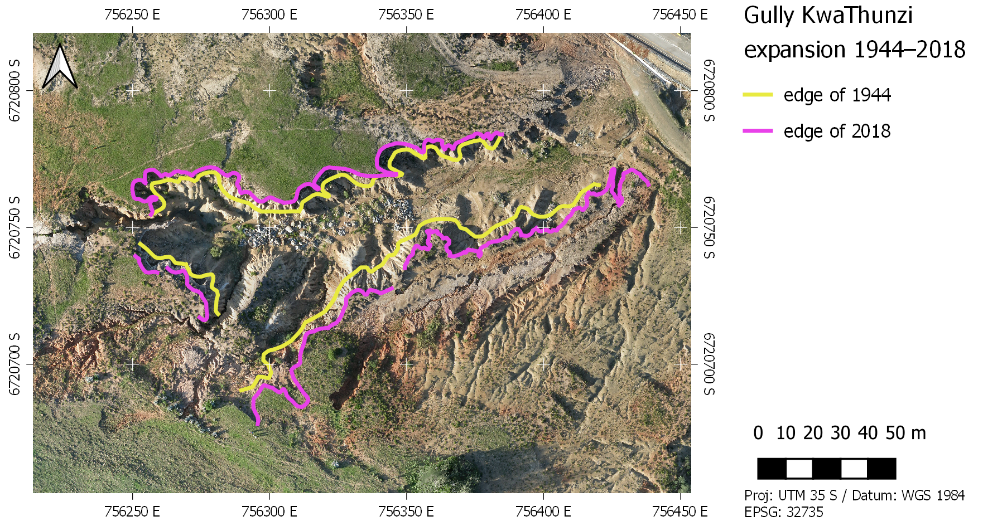 756250 E 756300 E 756350 E 756400 E 756450 E
Gully KwaThunzi
expansion 1944–2018
edge of 1944
edge of 2018
6720800 S 6720800 S
6720750 S 6720750 S
6720700 S 6720700 S
0 10 20 30 40 50 m
Proj: UTM 35 S / Datum: WGS 1984
EPSG: 32735
756250 E 756300 E 756350 E 756400 E 756450 E